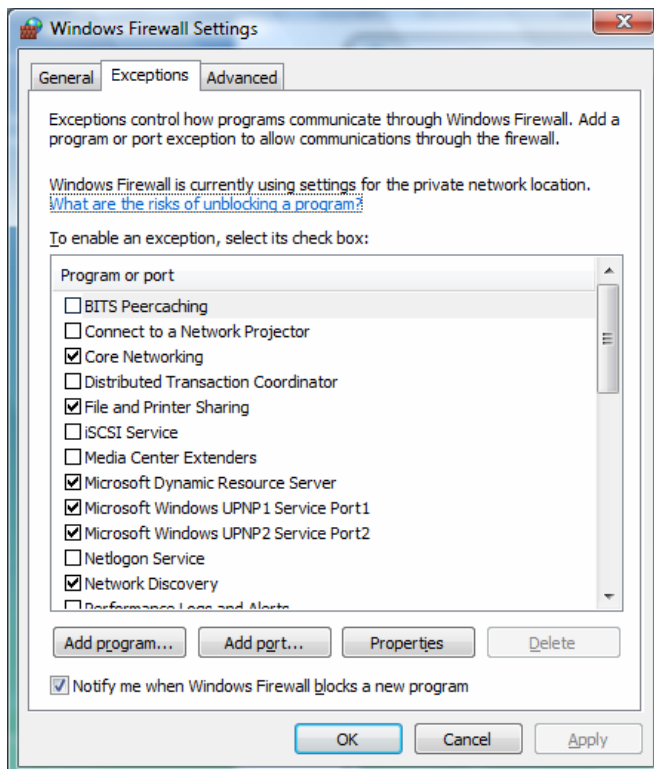 Windows Firewall Settings
General Exceptions Advanced
Exceptions control how programs communicate through Windows Firewall. Add a
program or port exception to allow communications through the firewall.
Windows Firewall is currently using settings for the private network location.
What are the risks of unblocking a program?
To enable an exception, select its check box:
Program or port
BITS Peercaching
Connect to a Network Projector
Core Networking
Distributed Transaction Coordinator
File and Printer Sharing
iSCSI Service
Media Center Extenders
Microsoft Dynamic Resource Server
Microsoft Windows UPNP1 Service Port1
Microsoft Windows UPNP2 Service Port2
Netlogon Service
Network Discovery
Performance Logs and Alerts
Add program... Add port... Properties Delete
Notify me when Windows Firewall blocks a new program
OK Cancel Apply